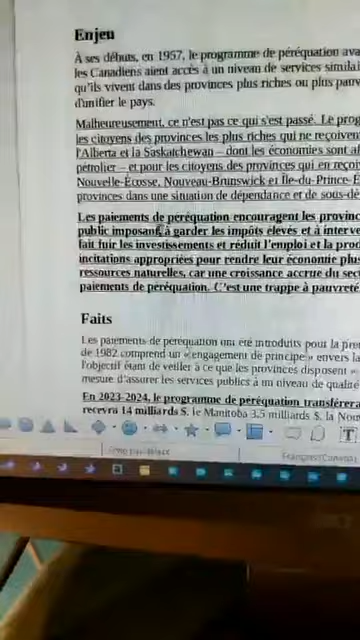 Enjeu
À ses débuts, en 1957, le programme de péréquation ava
les Canadiens aient accès à un niveau de services simulai
qu'ils vivent dans des provinces plus riches ou plus pauv
d'unifier le pays.
Malheureusement, ce n'est pas ce qui s'est passé. Le prog
les citoyens des provinces les plus riches qui ne reçoiven
l'Alberta et la Saskatchewan – dont les économies sont al
pétrolier – et pour les citoyens des provinces qui en reçoi
Nouvelle-Écosse, Nouveau-Brunswick et Île-du-Prince-É
provinces dans une situation de dépendance et de sous-dé
Les paiements de péréquation encouragent les provinc
public imposant, à garder les impôts élevés et à interve
fait fuir les investissements et réduit l'emploi et la prod
incitations appropriées pour rendre leur économie plus
ressources naturelles, car une croissance accrue du sect
paiements de péréquation. C'est une trappe à pauvreté
Faits
Les paiements de péréquation ont été introduits pour la prem
de 1982 comprend un « engagement de principe » envers la
l'objectif étant de veiller à ce que les provinces disposent «
mesure d'assurer les services publics à un niveau de qualité
En 2023-2024, le programme de péréquation transférera
recevra 14 milliards $, le Manitoba 3,5 milliards $, la Nou